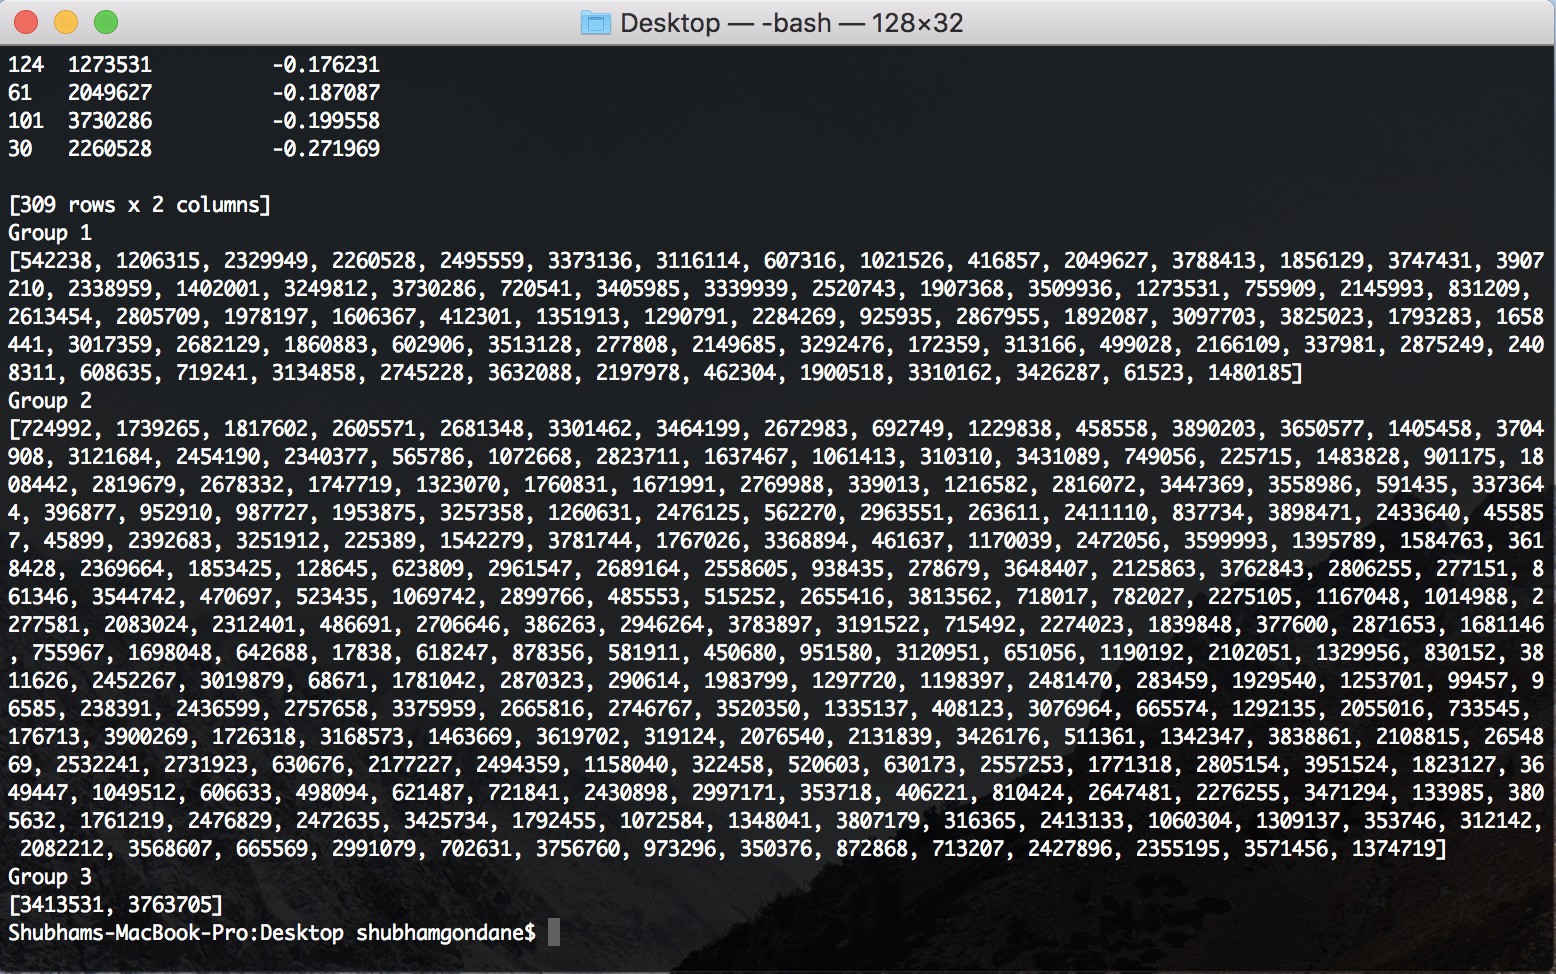 Desktop — -bash — 128×32
124  1273531          -0.176231
61   2049627          -0.187087
101  3730286          -0.199558
30   2260528          -0.271969
[309 rows x 2 columns]
Group 1
[542238, 1206315, 2329949, 2260528, 2495559, 3373136, 3116114, 607316, 1021526, 416857, 2049627, 3788413, 1856129, 3747431, 3907
210, 2338959, 1402001, 3249812, 3730286, 720541, 3405985, 3339939, 2520743, 1907368, 3509936, 1273531, 755909, 2145993, 831209,
2613454, 2805709, 1978197, 1606367, 412301, 1351913, 1290791, 2284269, 925935, 2867955, 1892087, 3097703, 3825023, 1793283, 1658
441, 3017359, 2682129, 1860883, 602906, 3513128, 277808, 2149685, 3292476, 172359, 313166, 499028, 2166109, 337981, 2875249, 240
8311, 608635, 719241, 3134858, 2745228, 3632088, 2197978, 462304, 1900518, 3310162, 3426287, 61523, 1480185]
Group 2
[724992, 1739265, 1817602, 2605571, 2681348, 3301462, 3464199, 2672983, 692749, 1229838, 458558, 3890203, 3650577, 1405458, 3704
908, 3121684, 2454190, 2340377, 565786, 1072668, 2823711, 1637467, 1061413, 310310, 3431089, 749056, 225715, 1483828, 901175, 18
08442, 2819679, 2678332, 1747719, 1323070, 1760831, 1671991, 2769988, 339013, 1216582, 2816072, 3447369, 3558986, 591435, 337364
4, 396877, 952910, 987727, 1953875, 3257358, 1260631, 2476125, 562270, 2963551, 263611, 2411110, 837734, 3898471, 2433640, 45585
7, 45899, 2392683, 3251912, 225389, 1542279, 3781744, 1767026, 3368894, 461637, 1170039, 2472056, 3599993, 1395789, 1584763, 361
8428, 2369664, 1853425, 128645, 623809, 2961547, 2689164, 2558605, 938435, 278679, 3648407, 2125863, 3762843, 2806255, 277151, 8
61346, 3544742, 470697, 523435, 1069742, 2899766, 485553, 515252, 2655416, 3813562, 718017, 782027, 2275105, 1167048, 1014988, 2
277581, 2083024, 2312401, 486691, 2706646, 386263, 2946264, 3783897, 3191522, 715492, 2274023, 1839848, 377600, 2871653, 1681146
, 755967, 1698048, 642688, 17838, 618247, 878356, 581911, 450680, 951580, 3120951, 651056, 1190192, 2102051, 1329956, 830152, 38
11626, 2452267, 3019879, 68671, 1781042, 2870323, 290614, 1983799, 1297720, 1198397, 2481470, 283459, 1929540, 1253701, 99457, 9
6585, 238391, 2436599, 2757658, 3375959, 2665816, 2746767, 3520350, 1335137, 408123, 3076964, 665574, 1292135, 2055016, 733545,
176713, 3900269, 1726318, 3168573, 1463669, 3619702, 319124, 2076540, 2131839, 3426176, 511361, 1342347, 3838861, 2108815, 26548
69, 2532241, 2731923, 630676, 2177227, 2494359, 1158040, 322458, 520603, 630173, 2557253, 1771318, 2805154, 3951524, 1823127, 36
49447, 1049512, 606633, 498094, 621487, 721841, 2430898, 2997171, 353718, 406221, 810424, 2647481, 2276255, 3471294, 133985, 380
5632, 1761219, 2476829, 2472635, 3425734, 1792455, 1072584, 1348041, 3807179, 316365, 2413133, 1060304, 1309137, 353746, 312142,
2082212, 3568607, 665569, 2991079, 702631, 3756760, 973296, 350376, 872868, 713207, 2427896, 2355195, 3571456, 1374719]
Group 3
[3413531, 3763705]
Shubhams-MacBook-Pro:Desktop shubhamgondane$